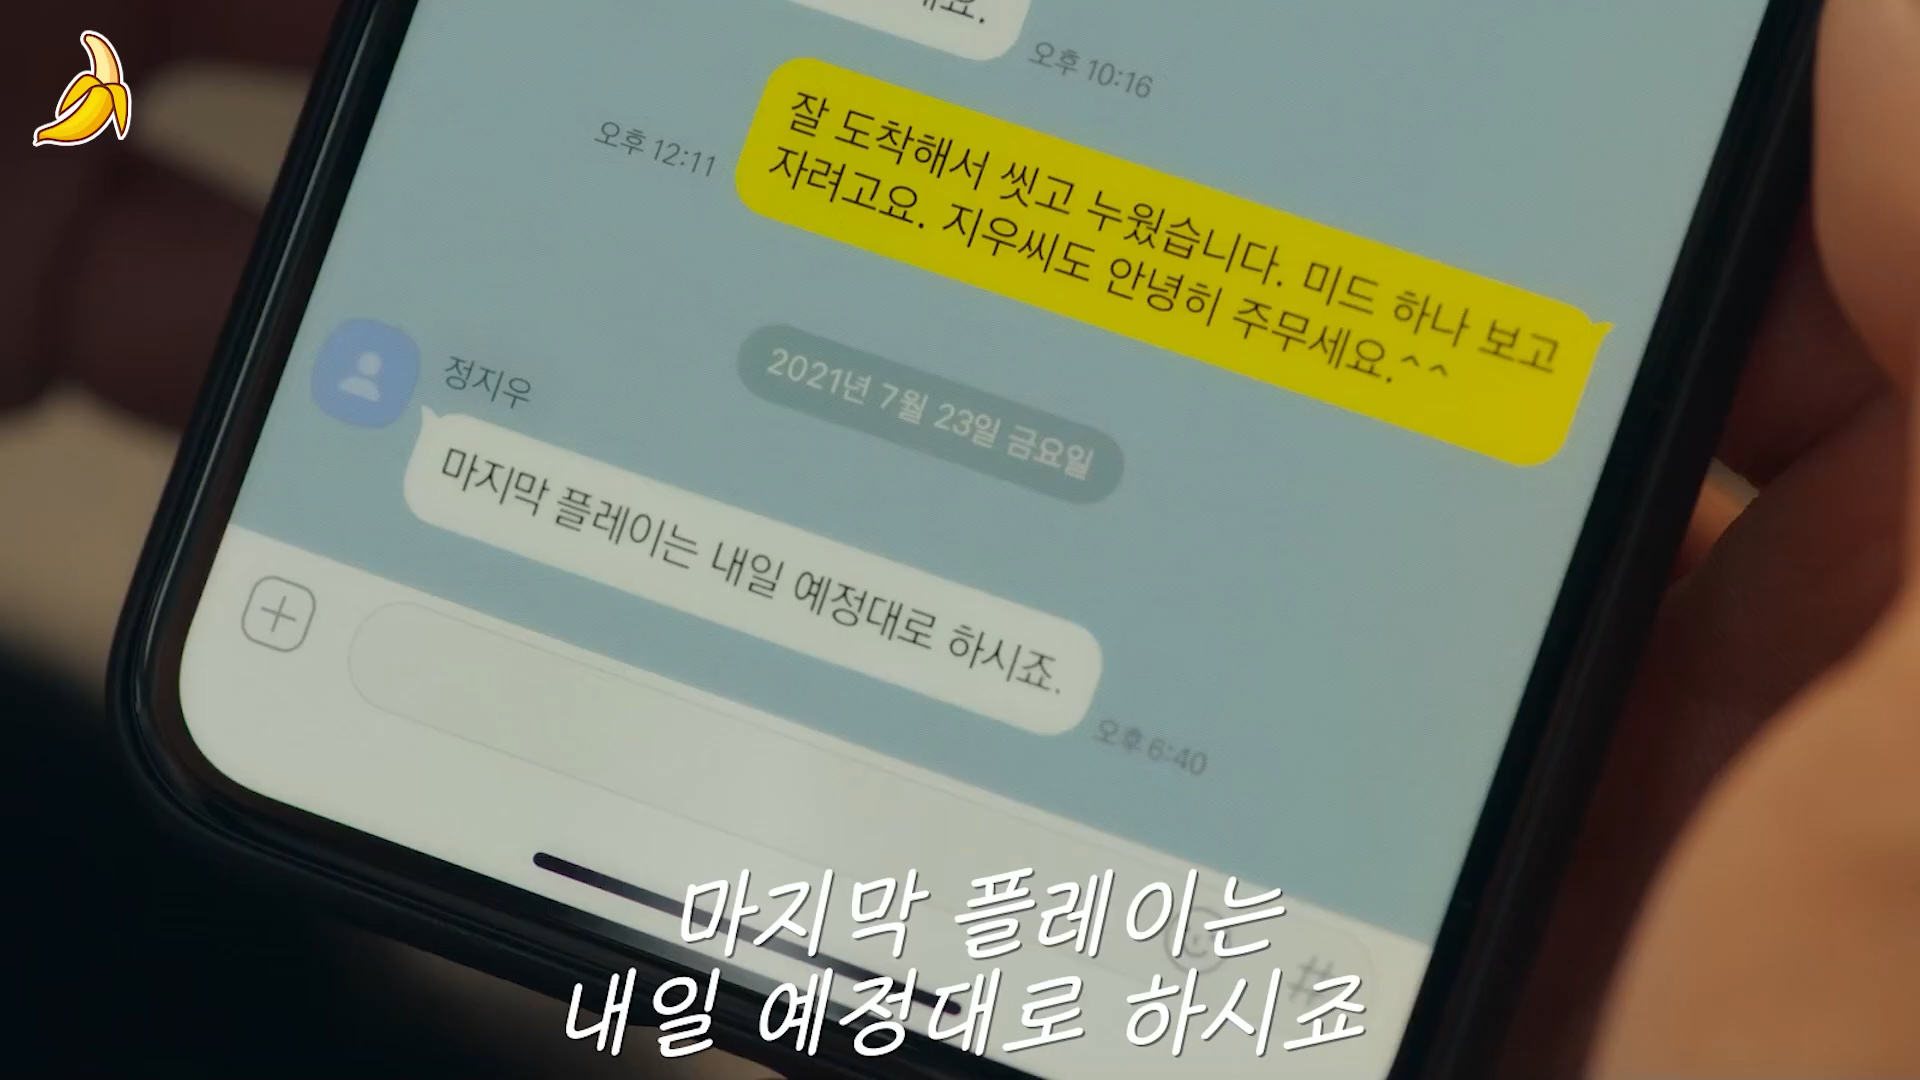 오후 10:16
잘 도착해서 씻고 누웠습니다. 미드 하나 보고
자려고요. 지우씨도 안녕히 주무세요.^^
오후 12:11
2021년 7월 23일 금요일
정지우
마지막 플레이는 내일 예정대로 하시죠.
오후 6:40
#
마지막 플레이는
내일 예정대로 하시죠